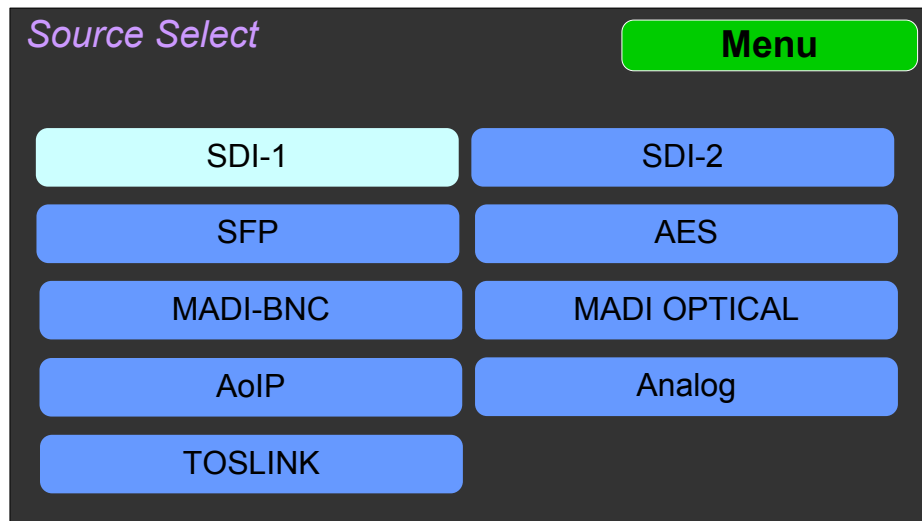 Source Select
Menu
SDI-1
SDI-2
SFP
AES
MADI-BNC
MADI OPTICAL
AoIP
Analog
TOSLINK